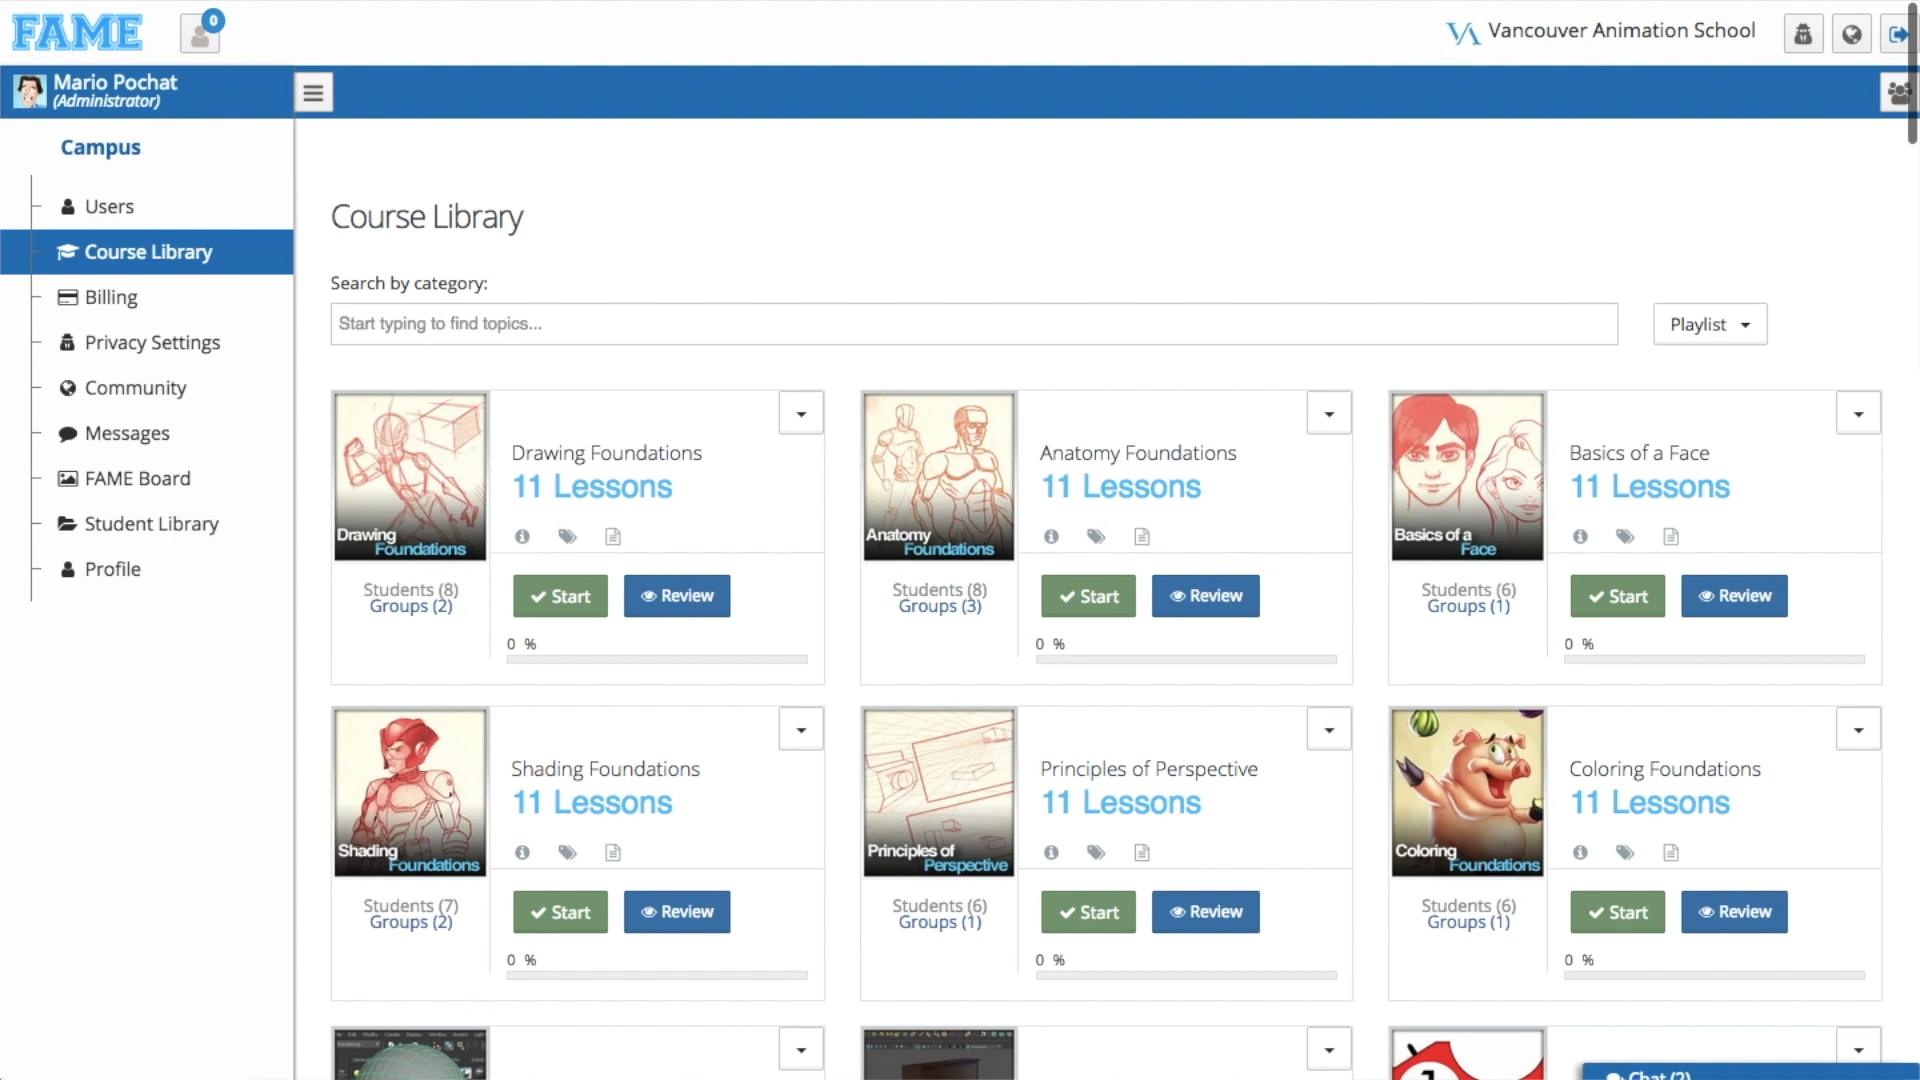 FAME
0
Vancouver Animation School
Mario Pochat
(Administrator)
Campus
Users
Course Library
Billing
Privacy Settings
Community
Messages
FAME Board
Student Library
Profile
Course Library
Search by category:
Start typing to find topics...
Playlist
Drawing Foundations
11 Lessons
Drawing
Foundations
Students (8)
Groups (2)
Start
Review
0 %
Anatomy Foundations
11 Lessons
Anatomy
Foundations
Students (8)
Groups (3)
Start
Review
0 %
Basics of a Face
11 Lessons
Basics of a
Face
Students (6)
Groups (1)
Start
Review
0 %
Shading Foundations
11 Lessons
Shading
Foundations
Students (7)
Groups (2)
Start
Review
0 %
Principles of Perspective
11 Lessons
Principles of
Perspective
Students (6)
Groups (1)
Start
Review
0 %
Coloring Foundations
11 Lessons
Coloring
Foundations
Students (6)
Groups (1)
Start
Review
0 %
Chat (2)